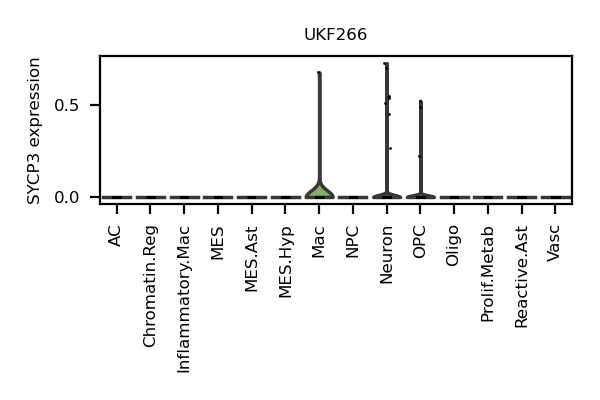 UKF266
SYCP3 expression
0.5
0.0
AC
Chromatin.Reg
Inflammatory.Mac
MES
MES.Ast
MES.Hyp
Mac
NPC
Neuron
OPC
Oligo
Prolif.Metab
Reactive.Ast
Vasc